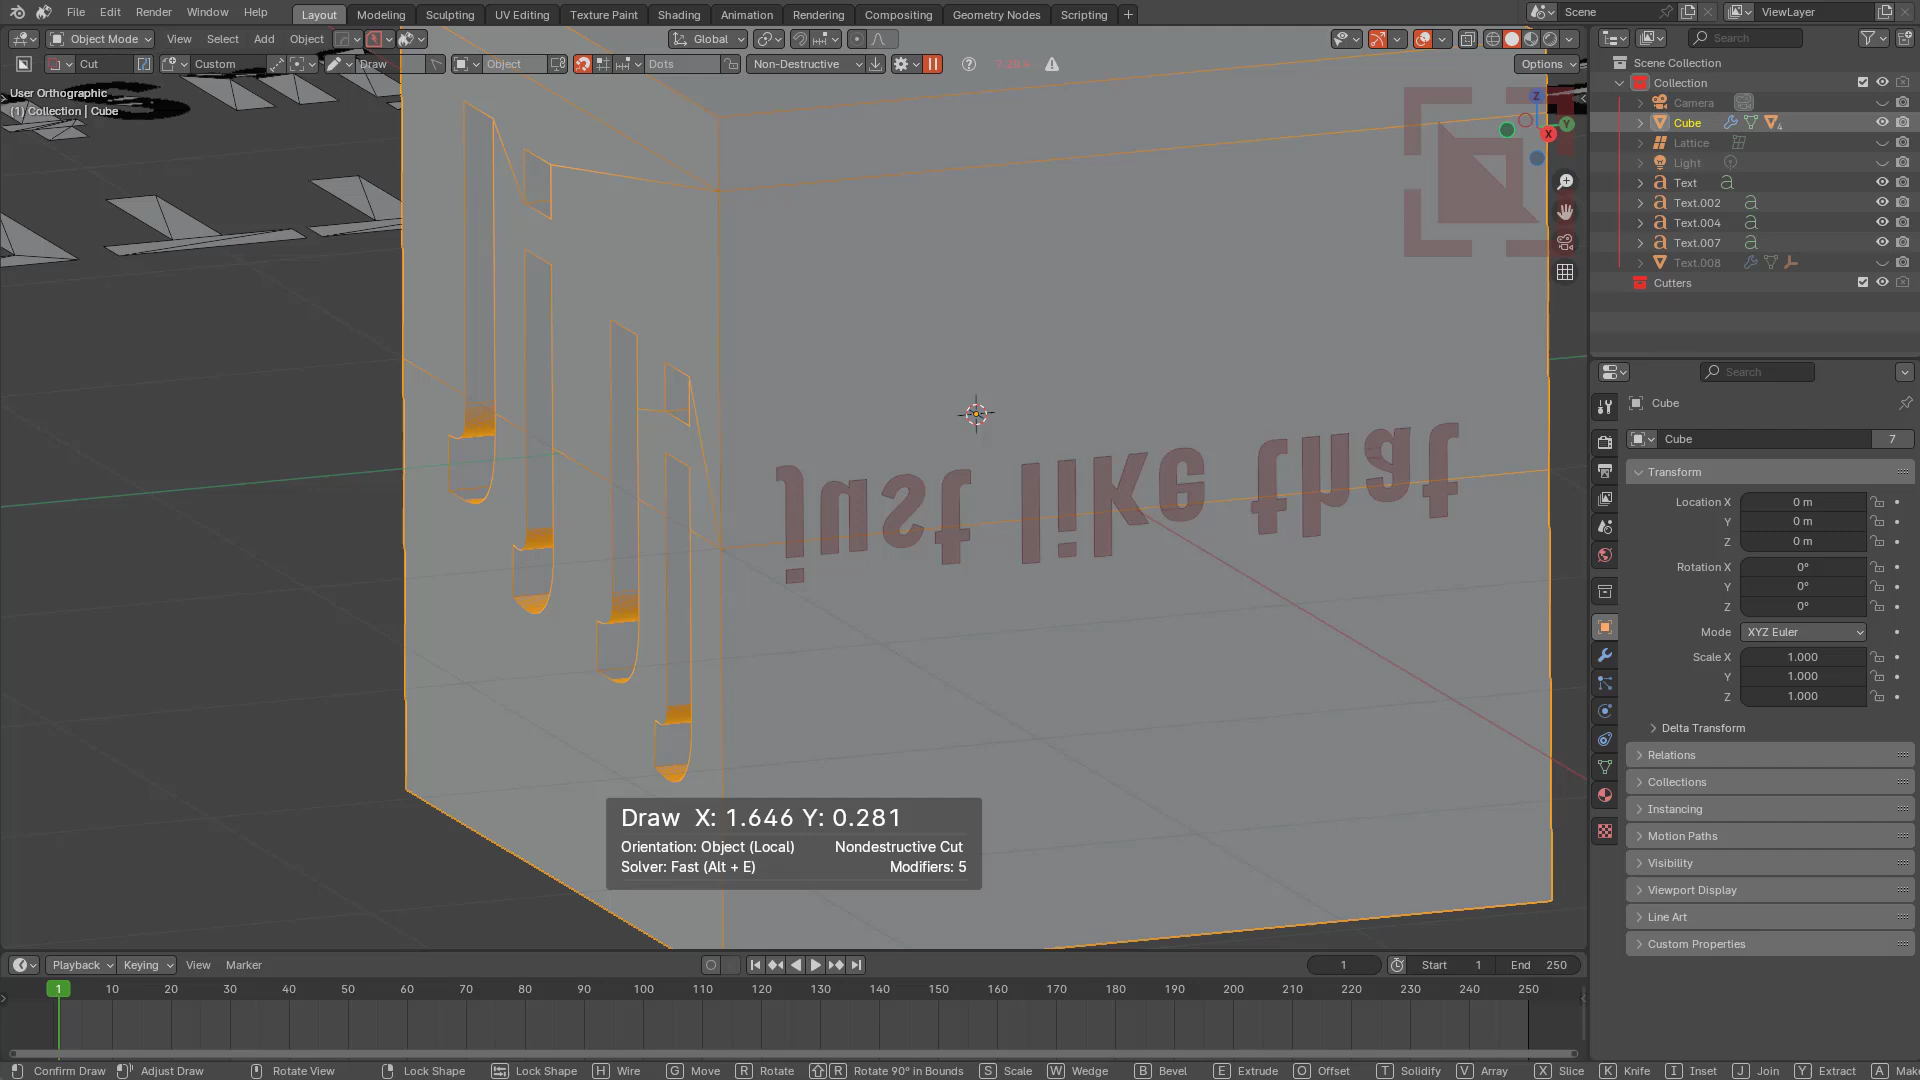 File Edit Render Window Help Layout Modeling Sculpting UV Editing Texture Paint Shading Animation Rendering Compositing Geometry Nodes Scripting + Scene ViewLayer
Object Mode View Select Add Object Global Search
Cut Custom Draw Object Dots Non-Destructive 7.20.4 Options
User Orthographic
(1) Collection | Cube
Z
Y
X
Scene Collection
Collection
Camera
Cube 4
Lattice
Light
Text
Text.002
Text.004
Text.007
Text.008
Cutters
just like that
Draw X: 1.646 Y: 0.281
Orientation: Object (Local) Nondestructive Cut
Solver: Fast (Alt + E) Modifiers: 5
Search
Cube
Cube 7
Transform
Location X 0 m
Y 0 m
Z 0 m
Rotation X 0°
Y 0°
Z 0°
Mode XYZ Euler
Scale X 1.000
Y 1.000
Z 1.000
Delta Transform
Relations
Collections
Instancing
Motion Paths
Visibility
Viewport Display
Line Art
Custom Properties
Playback Keying View Marker 1 Start 1 End 250
1 10 20 30 40 50 60 70 80 90 100 110 120 130 140 150 160 170 180 190 200 210 220 230 240 250
Confirm Draw Adjust Draw Rotate View Lock Shape Lock Shape H Wire G Move R Rotate R Rotate 90° in Bounds S Scale W Wedge B Bevel E Extrude O Offset T Solidify V Array X Slice K Knife I Inset J Join Y Extract A